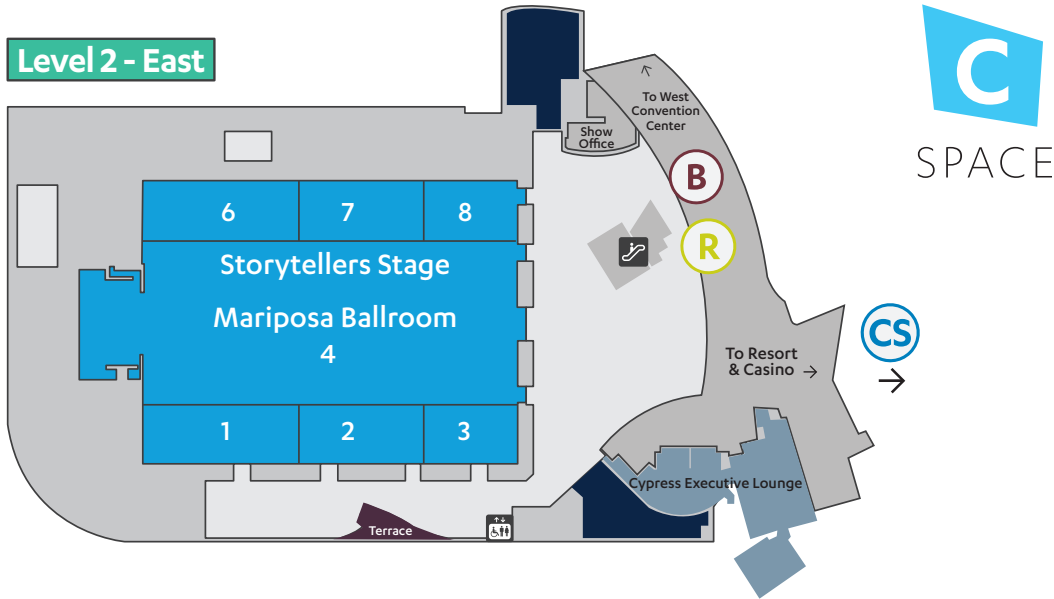 Level 2 - East
C
SPACE
To West
Convention
Center
Show
Office
B
R
6
7
8
Storytellers Stage
Mariposa Ballroom
4
CS
To Resort
& Casino →
→
1
2
3
Cypress Executive Lounge
Terrace